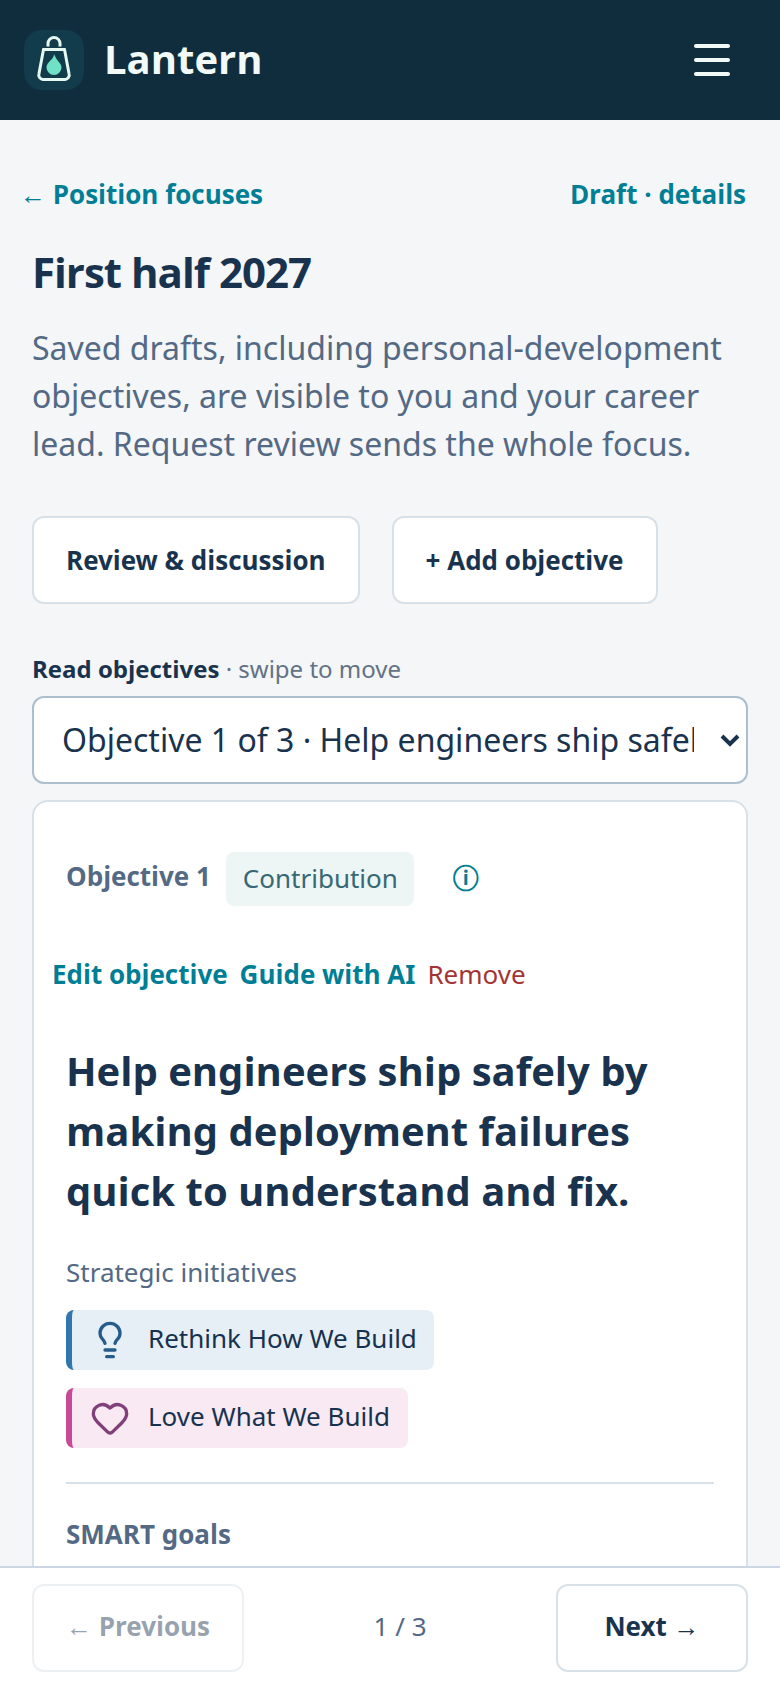 Lantern
← Position focuses
Draft · details
First half 2027
Saved drafts, including personal-development
objectives, are visible to you and your career
lead. Request review sends the whole focus.
Review & discussion
+ Add objective
Read objectives · swipe to move
Objective 1 of 3 · Help engineers ship safel
Objective 1
Contribution
Edit objective Guide with AI Remove
Help engineers ship safely by
making deployment failures
quick to understand and fix.
Strategic initiatives
Rethink How We Build
Love What We Build
SMART goals
← Previous
1 / 3
Next →